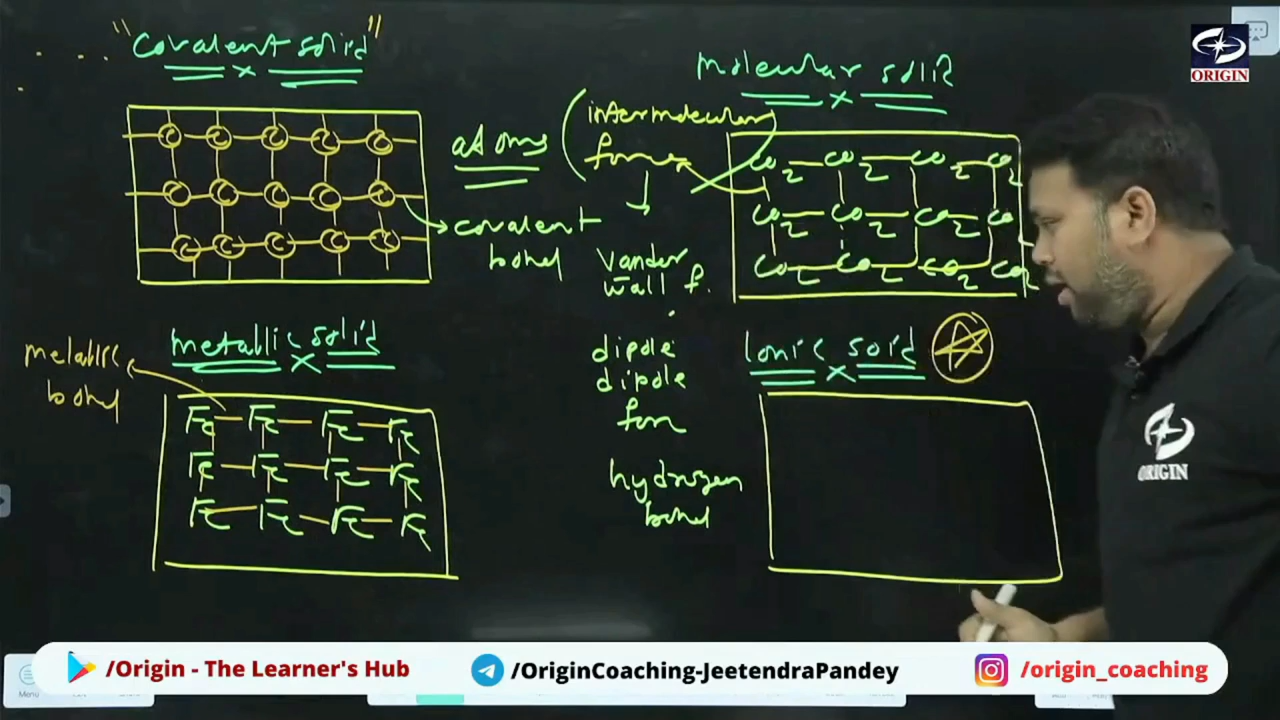 "Covalent solid"
molecular solid
ORIGIN
C C C C C
C C C C C
C C C C C
atoms
covalent
bond
(intermolecular
forces
CO2 CO2 CO2 CO2
CO2 CO2 CO2 CO2
CO2 CO2 CO2 CO2
vander
wall f.
dipole
dipole
forn
hydrogen
bond
metallic solid
metallic
bond
Fe Fe Fe Fe
Fe Fe Fe Fe
Fe Fe Fe Fe
Ionic solid
ORIGIN
/Origin - The Learner's Hub
/OriginCoaching-JeetendraPandey
/origin_coaching
Menu